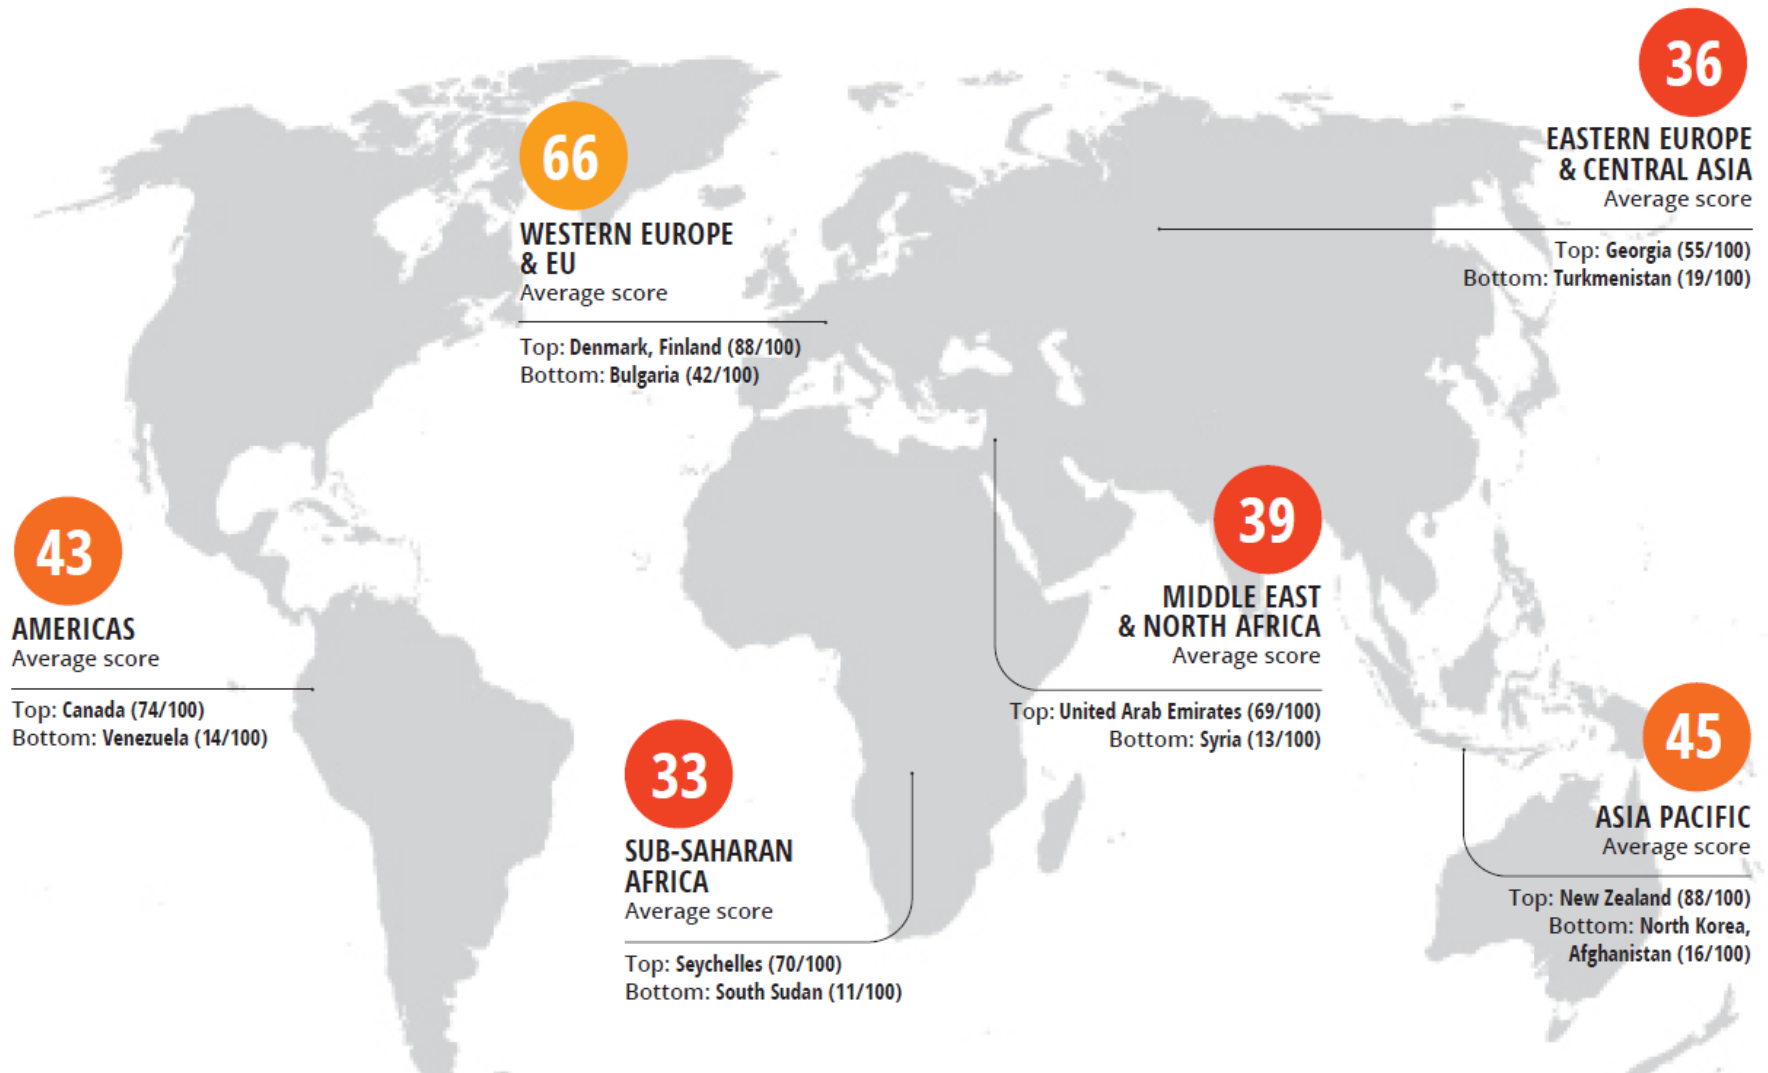 36
EASTERN EUROPE
& CENTRAL ASIA
Average score
Top: Georgia (55/100)
Bottom: Turkmenistan (19/100)
66
WESTERN EUROPE
& EU
Average score
Top: Denmark, Finland (88/100)
Bottom: Bulgaria (42/100)
43
AMERICAS
Average score
Top: Canada (74/100)
Bottom: Venezuela (14/100)
39
MIDDLE EAST
& NORTH AFRICA
Average score
Top: United Arab Emirates (69/100)
Bottom: Syria (13/100)
33
SUB-SAHARAN
AFRICA
Average score
Top: Seychelles (70/100)
Bottom: South Sudan (11/100)
45
ASIA PACIFIC
Average score
Top: New Zealand (88/100)
Bottom: North Korea,
Afghanistan (16/100)